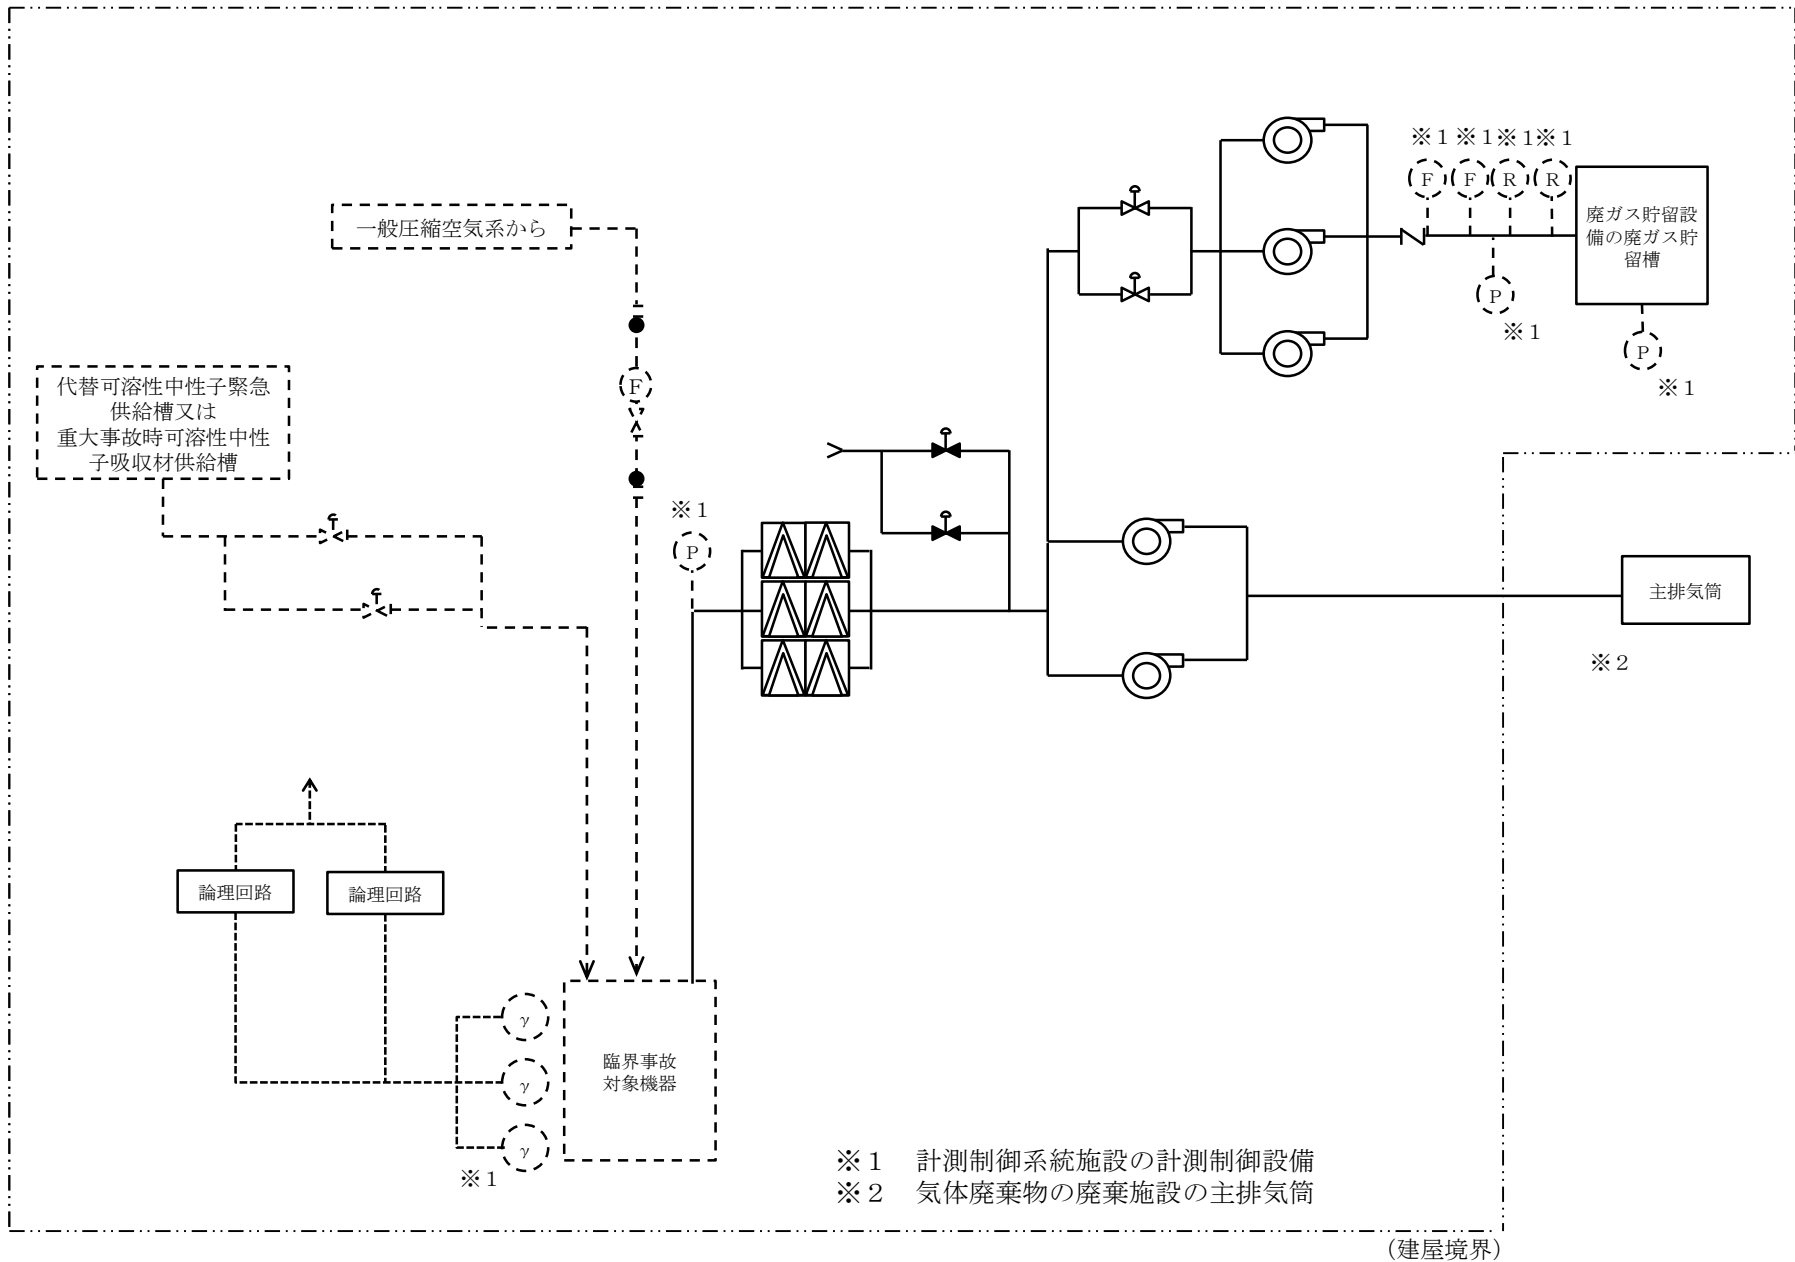 ※１ ※１ ※１ ※１
F F R R
廃ガス貯留設
備の廃ガス貯
留槽
P
※１
P
※１
一般圧縮空気系から
F
代替可溶性中性子緊急
供給槽又は
重大事故時可溶性中性
子吸収材供給槽
※１
P
主排気筒
※２
論理回路
論理回路
γ
γ
γ
※１
臨界事故
対象機器
※１ 計測制御系統施設の計測制御設備
※２ 気体廃棄物の廃棄施設の主排気筒
（建屋境界）